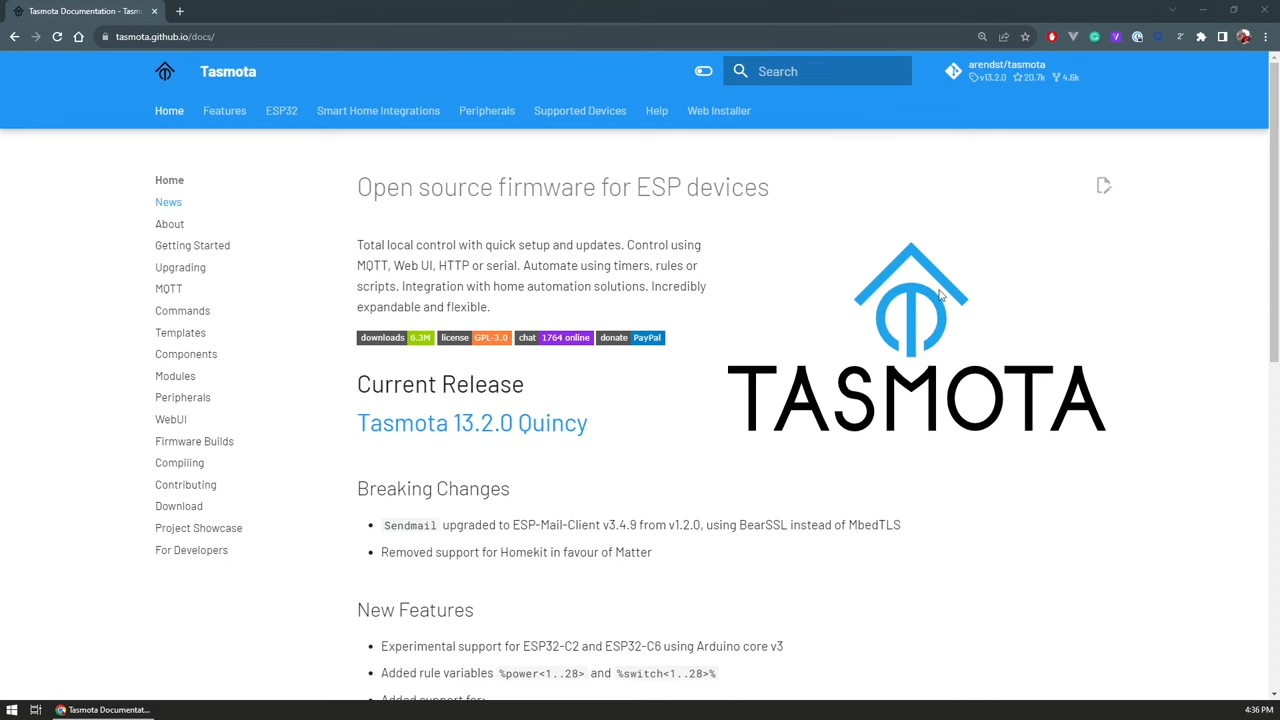 Tasmota Documentation - Tasm
tasmota.github.io/docs/
Tasmota
Search
arendst/tasmota
v13.2.0 20.7k 4.6k
Home Features ESP32 Smart Home Integrations Peripherals Supported Devices Help Web Installer
Home
News
About
Getting Started
Upgrading
MQTT
Commands
Templates
Components
Modules
Peripherals
WebUI
Firmware Builds
Compiling
Contributing
Download
Project Showcase
For Developers
Open source firmware for ESP devices
Total local control with quick setup and updates. Control using
MQTT, Web UI, HTTP or serial. Automate using timers, rules or
scripts. Integration with home automation solutions. Incredibly
expandable and flexible.
downloads 6.3M license GPL-3.0 chat 1764 online donate PayPal
TASMOTA
Current Release
Tasmota 13.2.0 Quincy
Breaking Changes
Sendmail upgraded to ESP-Mail-Client v3.4.9 from v1.2.0, using BearSSL instead of MbedTLS
Removed support for Homekit in favour of Matter
New Features
Experimental support for ESP32-C2 and ESP32-C6 using Arduino core v3
Added rule variables %power<1..28> and %switch<1..28>%
Added support for:
Tasmota Documentat...
4:36 PM